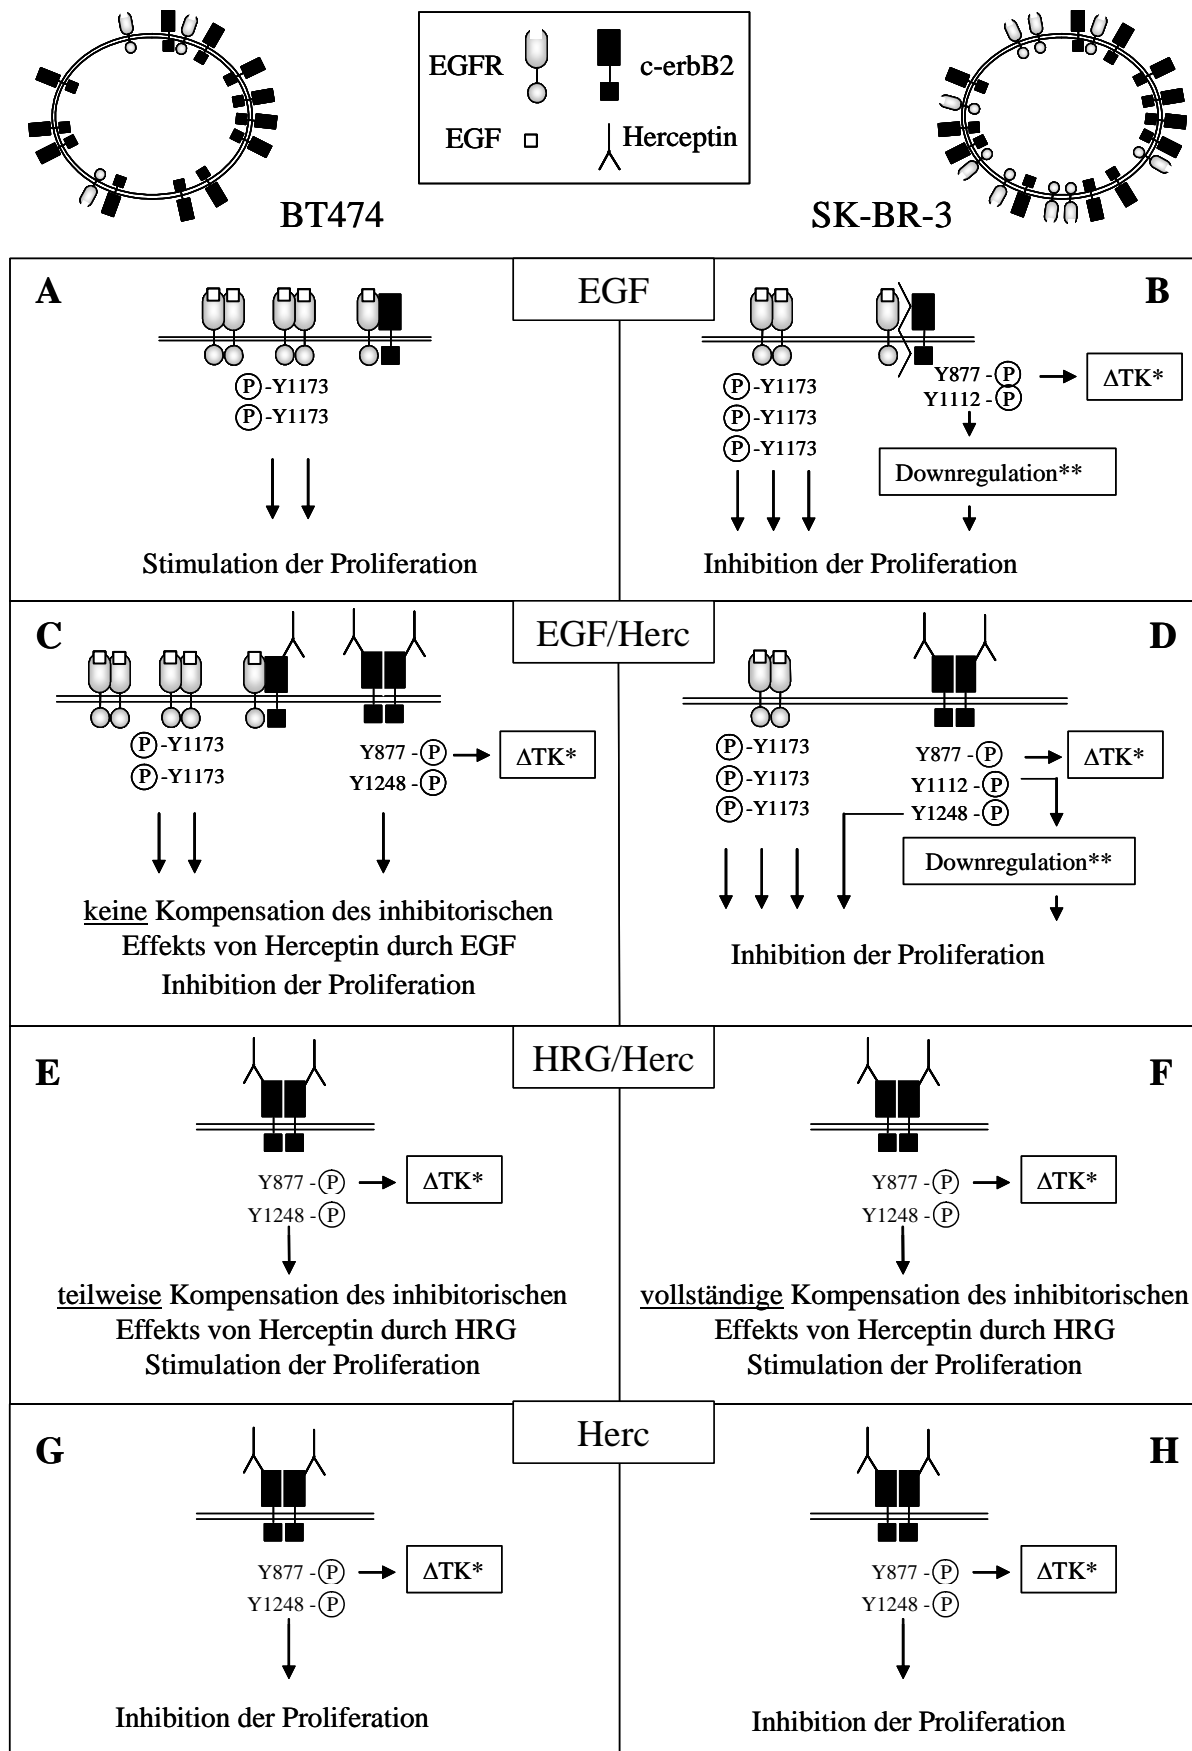 EGFR
c-erbB2
EGF
Herceptin
BT474
SK-BR-3
A
EGF
B
P -Y1173
P -Y1173
Stimulation der Proliferation
P -Y1173
P -Y1173
P -Y1173
Y877 - P
ΔTK*
Y1112 - P
Downregulation**
Inhibition der Proliferation
C
EGF/Herc
D
P -Y1173
P -Y1173
Y877 - P
ΔTK*
Y1248 - P
keine Kompensation des inhibitorischen
Effekts von Herceptin durch EGF
Inhibition der Proliferation
P -Y1173
P -Y1173
P -Y1173
Y877 - P
ΔTK*
Y1112 - P
Y1248 - P
Downregulation**
Inhibition der Proliferation
E
HRG/Herc
F
Y877 - P
ΔTK*
Y1248 - P
teilweise Kompensation des inhibitorischen
Effekts von Herceptin durch HRG
Stimulation der Proliferation
Y877 - P
ΔTK*
Y1248 - P
vollständige Kompensation des inhibitorischen
Effekts von Herceptin durch HRG
Stimulation der Proliferation
G
Herc
H
Y877 - P
ΔTK*
Y1248 - P
Inhibition der Proliferation
Y877 - P
ΔTK*
Y1248 - P
Inhibition der Proliferation